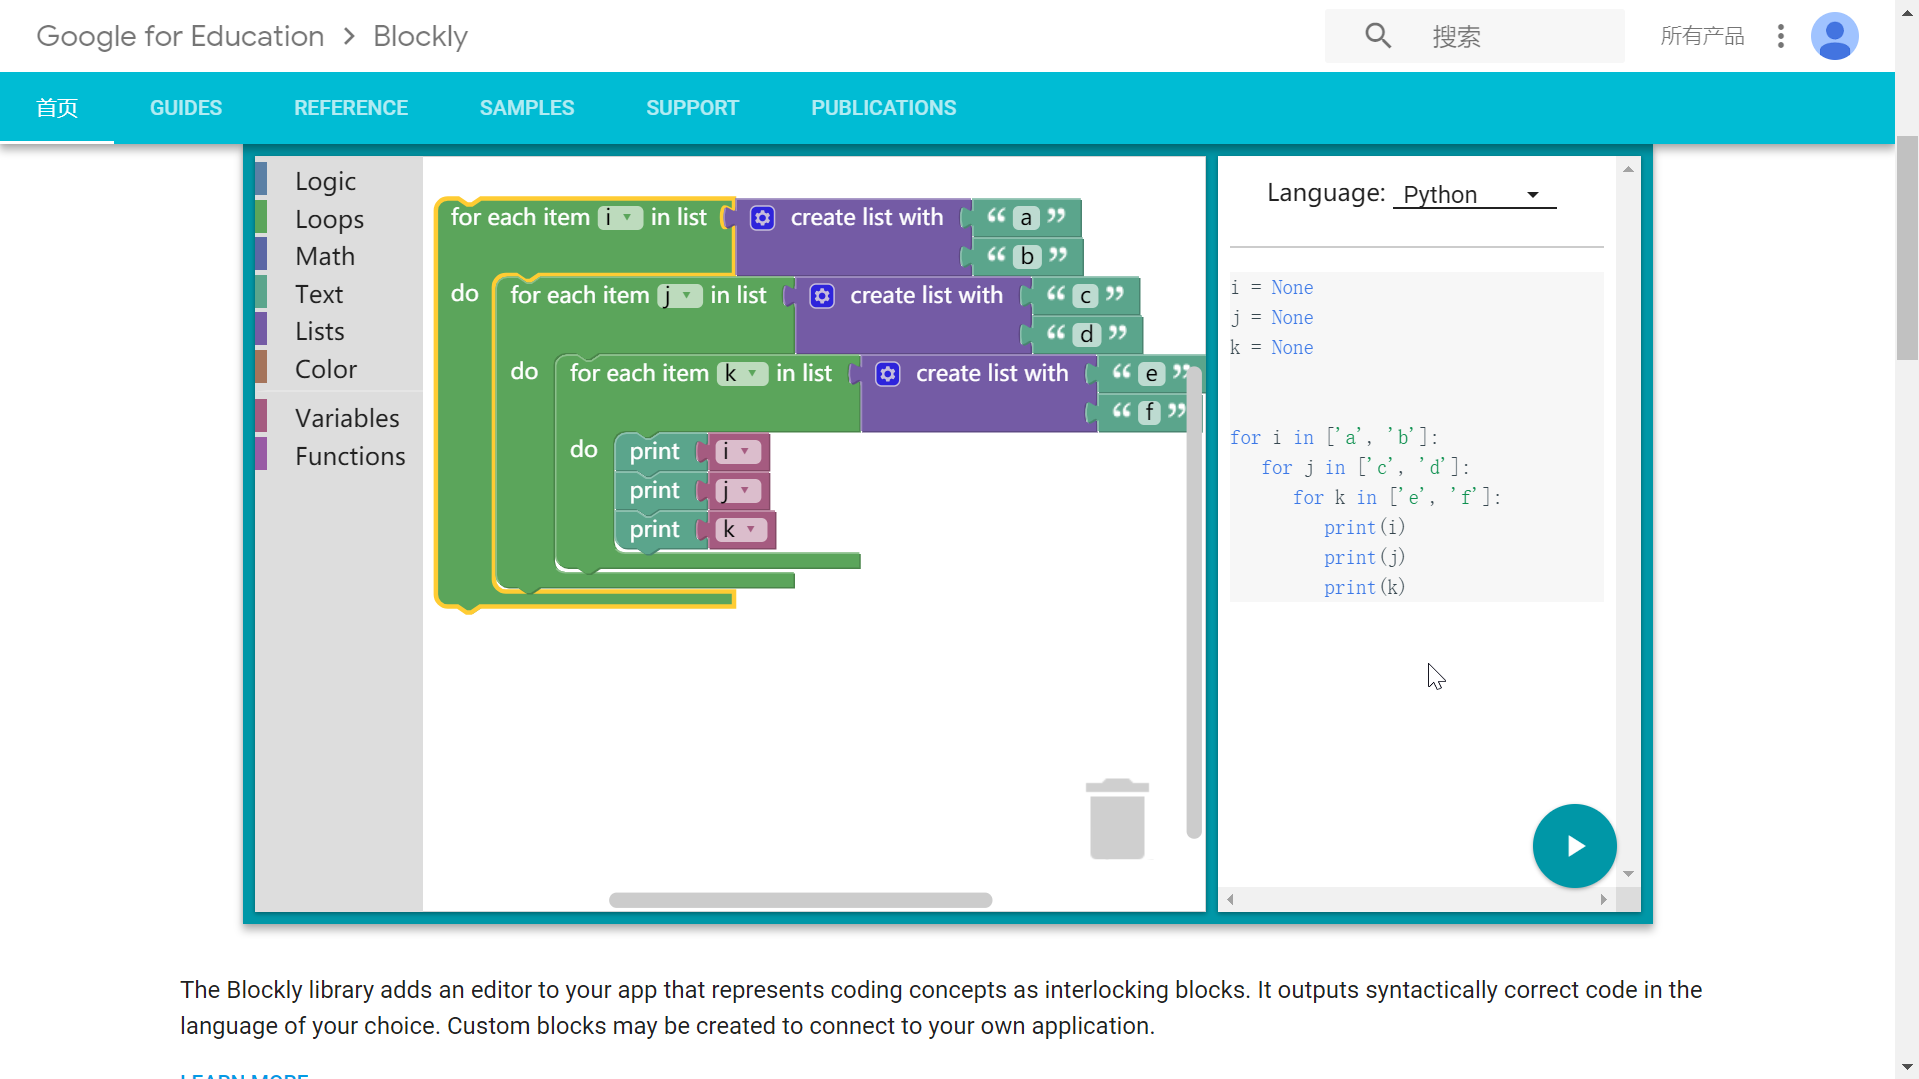 Google for Education > Blockly
搜索
所有产品
首页 GUIDES REFERENCE SAMPLES SUPPORT PUBLICATIONS
Logic
Loops
Math
Text
Lists
Color
Variables
Functions
for each item i in list create list with “ a ”
“ b ”
do for each item j in list create list with “ c ”
“ d ”
do for each item k in list create list with “ e ”
“ f ”
do print i
print j
print k
Language: Python
i = None
j = None
k = None
for i in ['a', 'b']:
for j in ['c', 'd']:
for k in ['e', 'f']:
print(i)
print(j)
print(k)
The Blockly library adds an editor to your app that represents coding concepts as interlocking blocks. It outputs syntactically correct code in the
language of your choice. Custom blocks may be created to connect to your own application.
LEARN MORE